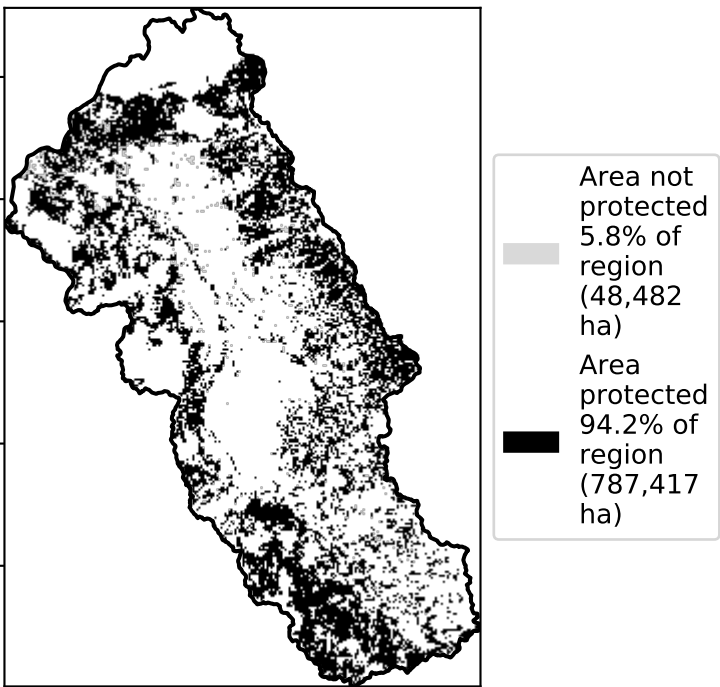 Area not
protected
5.8% of
region
(48,482
ha)
Area
protected
94.2% of
region
(787,417
ha)